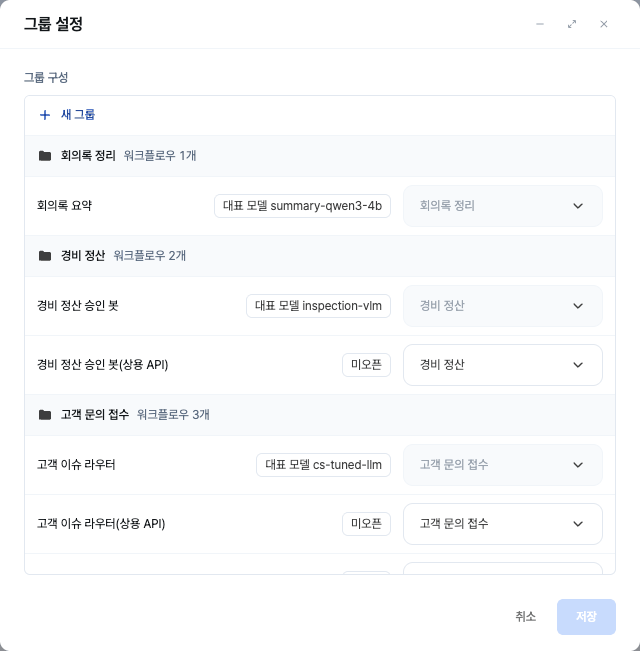 그룹 설정
그룹 구성
새 그룹
회의록 정리 워크플로우 1개
회의록 요약 대표 모델 summary-qwen3-4b 회의록 정리
경비 정산 워크플로우 2개
경비 정산 승인 봇 대표 모델 inspection-vlm 경비 정산
경비 정산 승인 봇(상용 API) 미오픈 경비 정산
고객 문의 접수 워크플로우 3개
고객 이슈 라우터 대표 모델 cs-tuned-llm 고객 문의 접수
고객 이슈 라우터(상용 API) 미오픈 고객 문의 접수
취소 저장